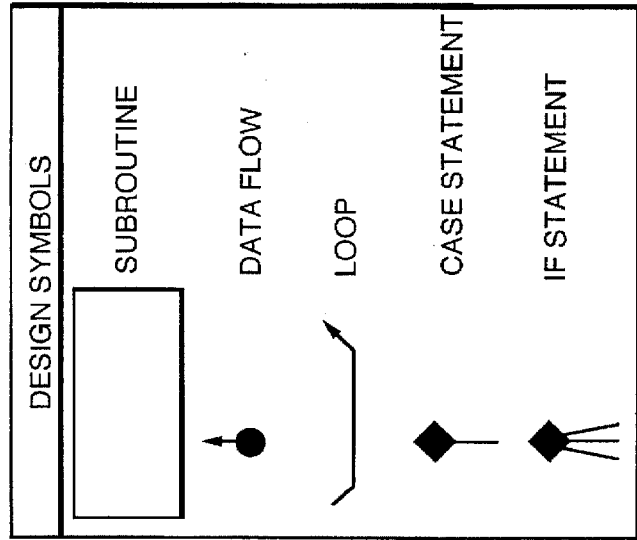 DESIGN SYMBOLS
SUBROUTINE
DATA FLOW
LOOP
CASE STATEMENT
IF STATEMENT